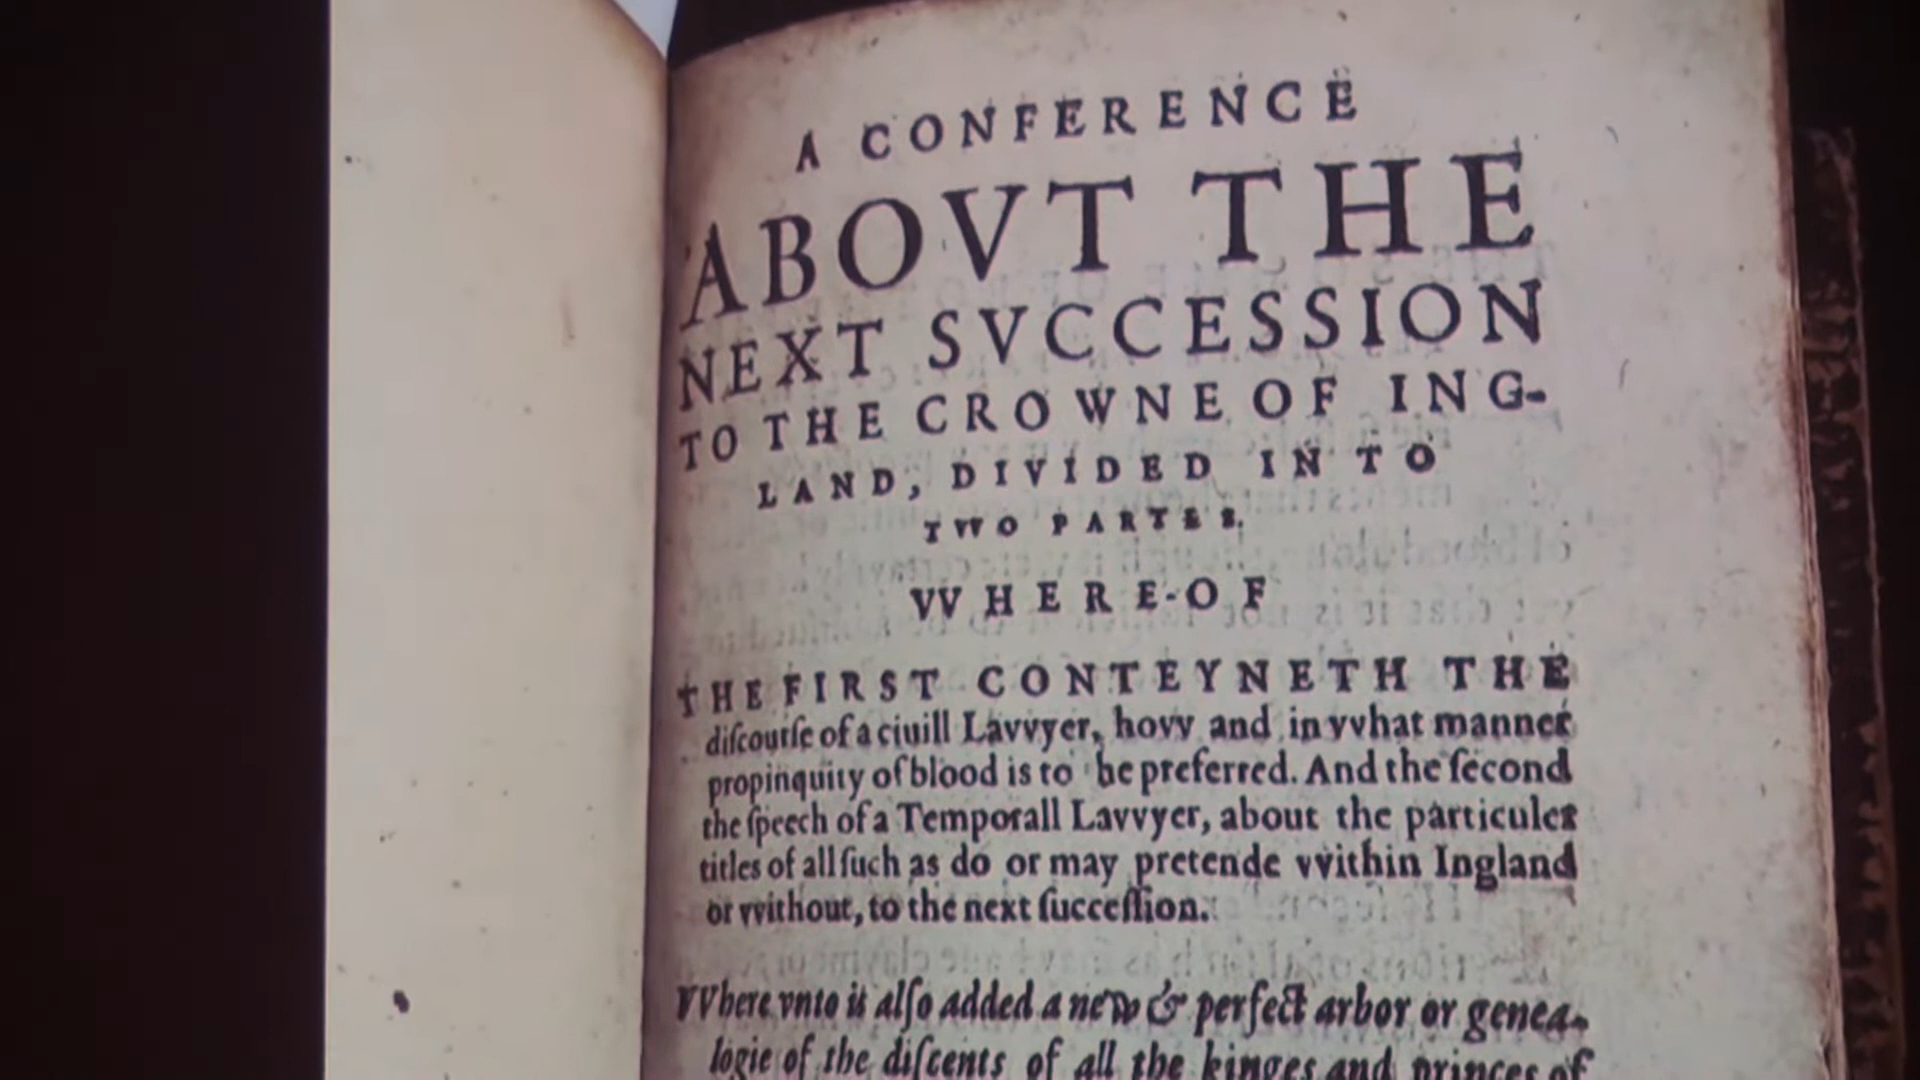 A CONFERENCE
ABOVT THE
NEXT SVCCESSION
TO THE CROWNE OF ING-
LAND, DIVIDED IN TO
TWO PARTES.
VVHERE-OF
THE FIRST CONTEYNETH THE
diſcourſe of a ciuill Lavvyer, hovv and in vvhat manner
propinquity of blood is to be preferred. And the ſecond
the ſpeech of a Temporall Lavvyer, about the particuler
titles of all ſuch as do or may pretende vvithin Ingland
or vvithout, to the next ſucceſſion.
VVhere vnto is alſo added a new & perfect arbor or genea-
logie of the diſcents of all the kinges and princes of